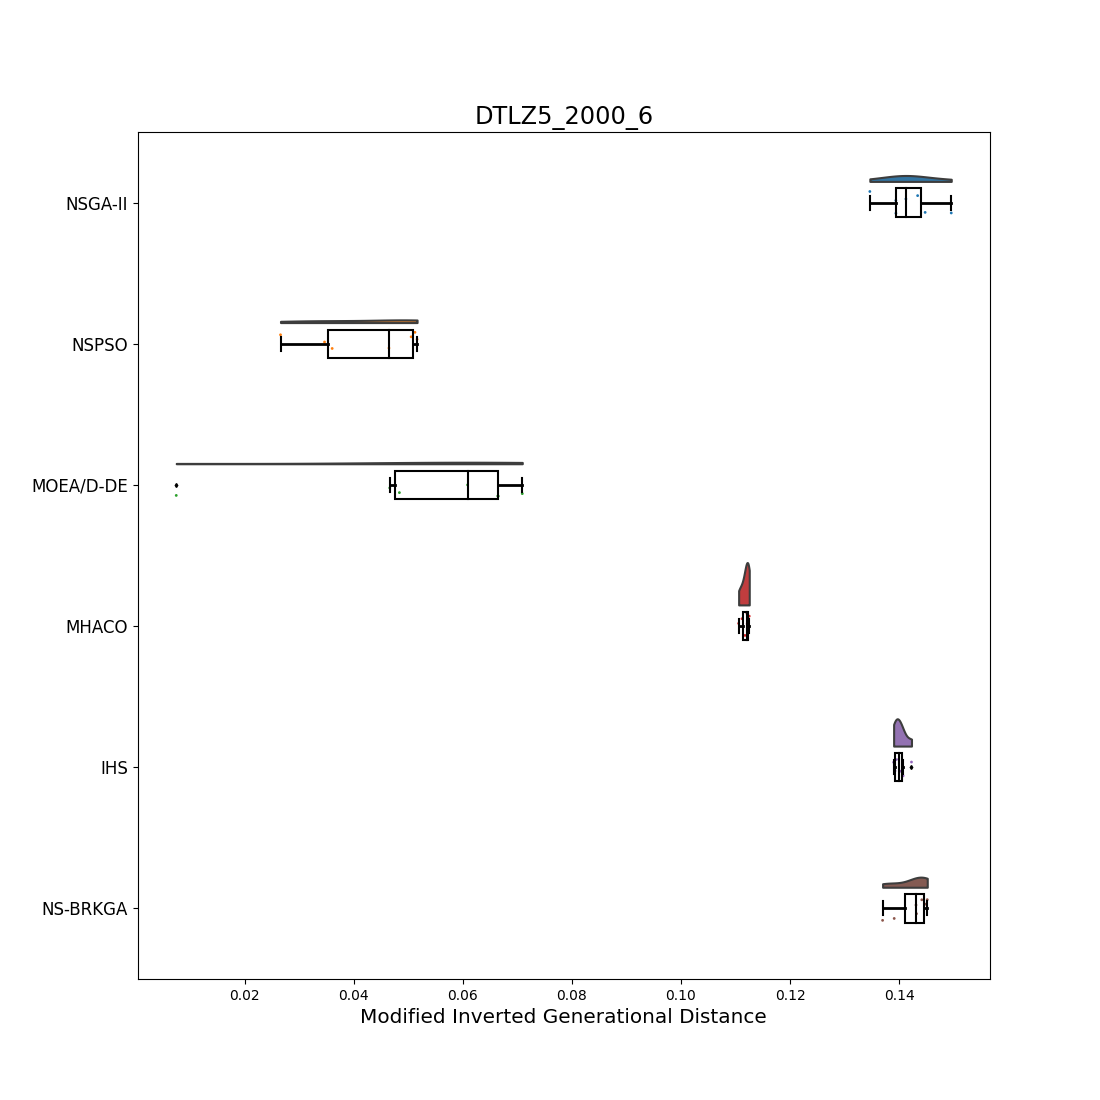 DTLZ5_2000_6
NSGA-II
NSPSO
MOEA/D-DE
MHACO
IHS
NS-BRKGA
0.02 0.04 0.06 0.08 0.10 0.12 0.14
Modified Inverted Generational Distance